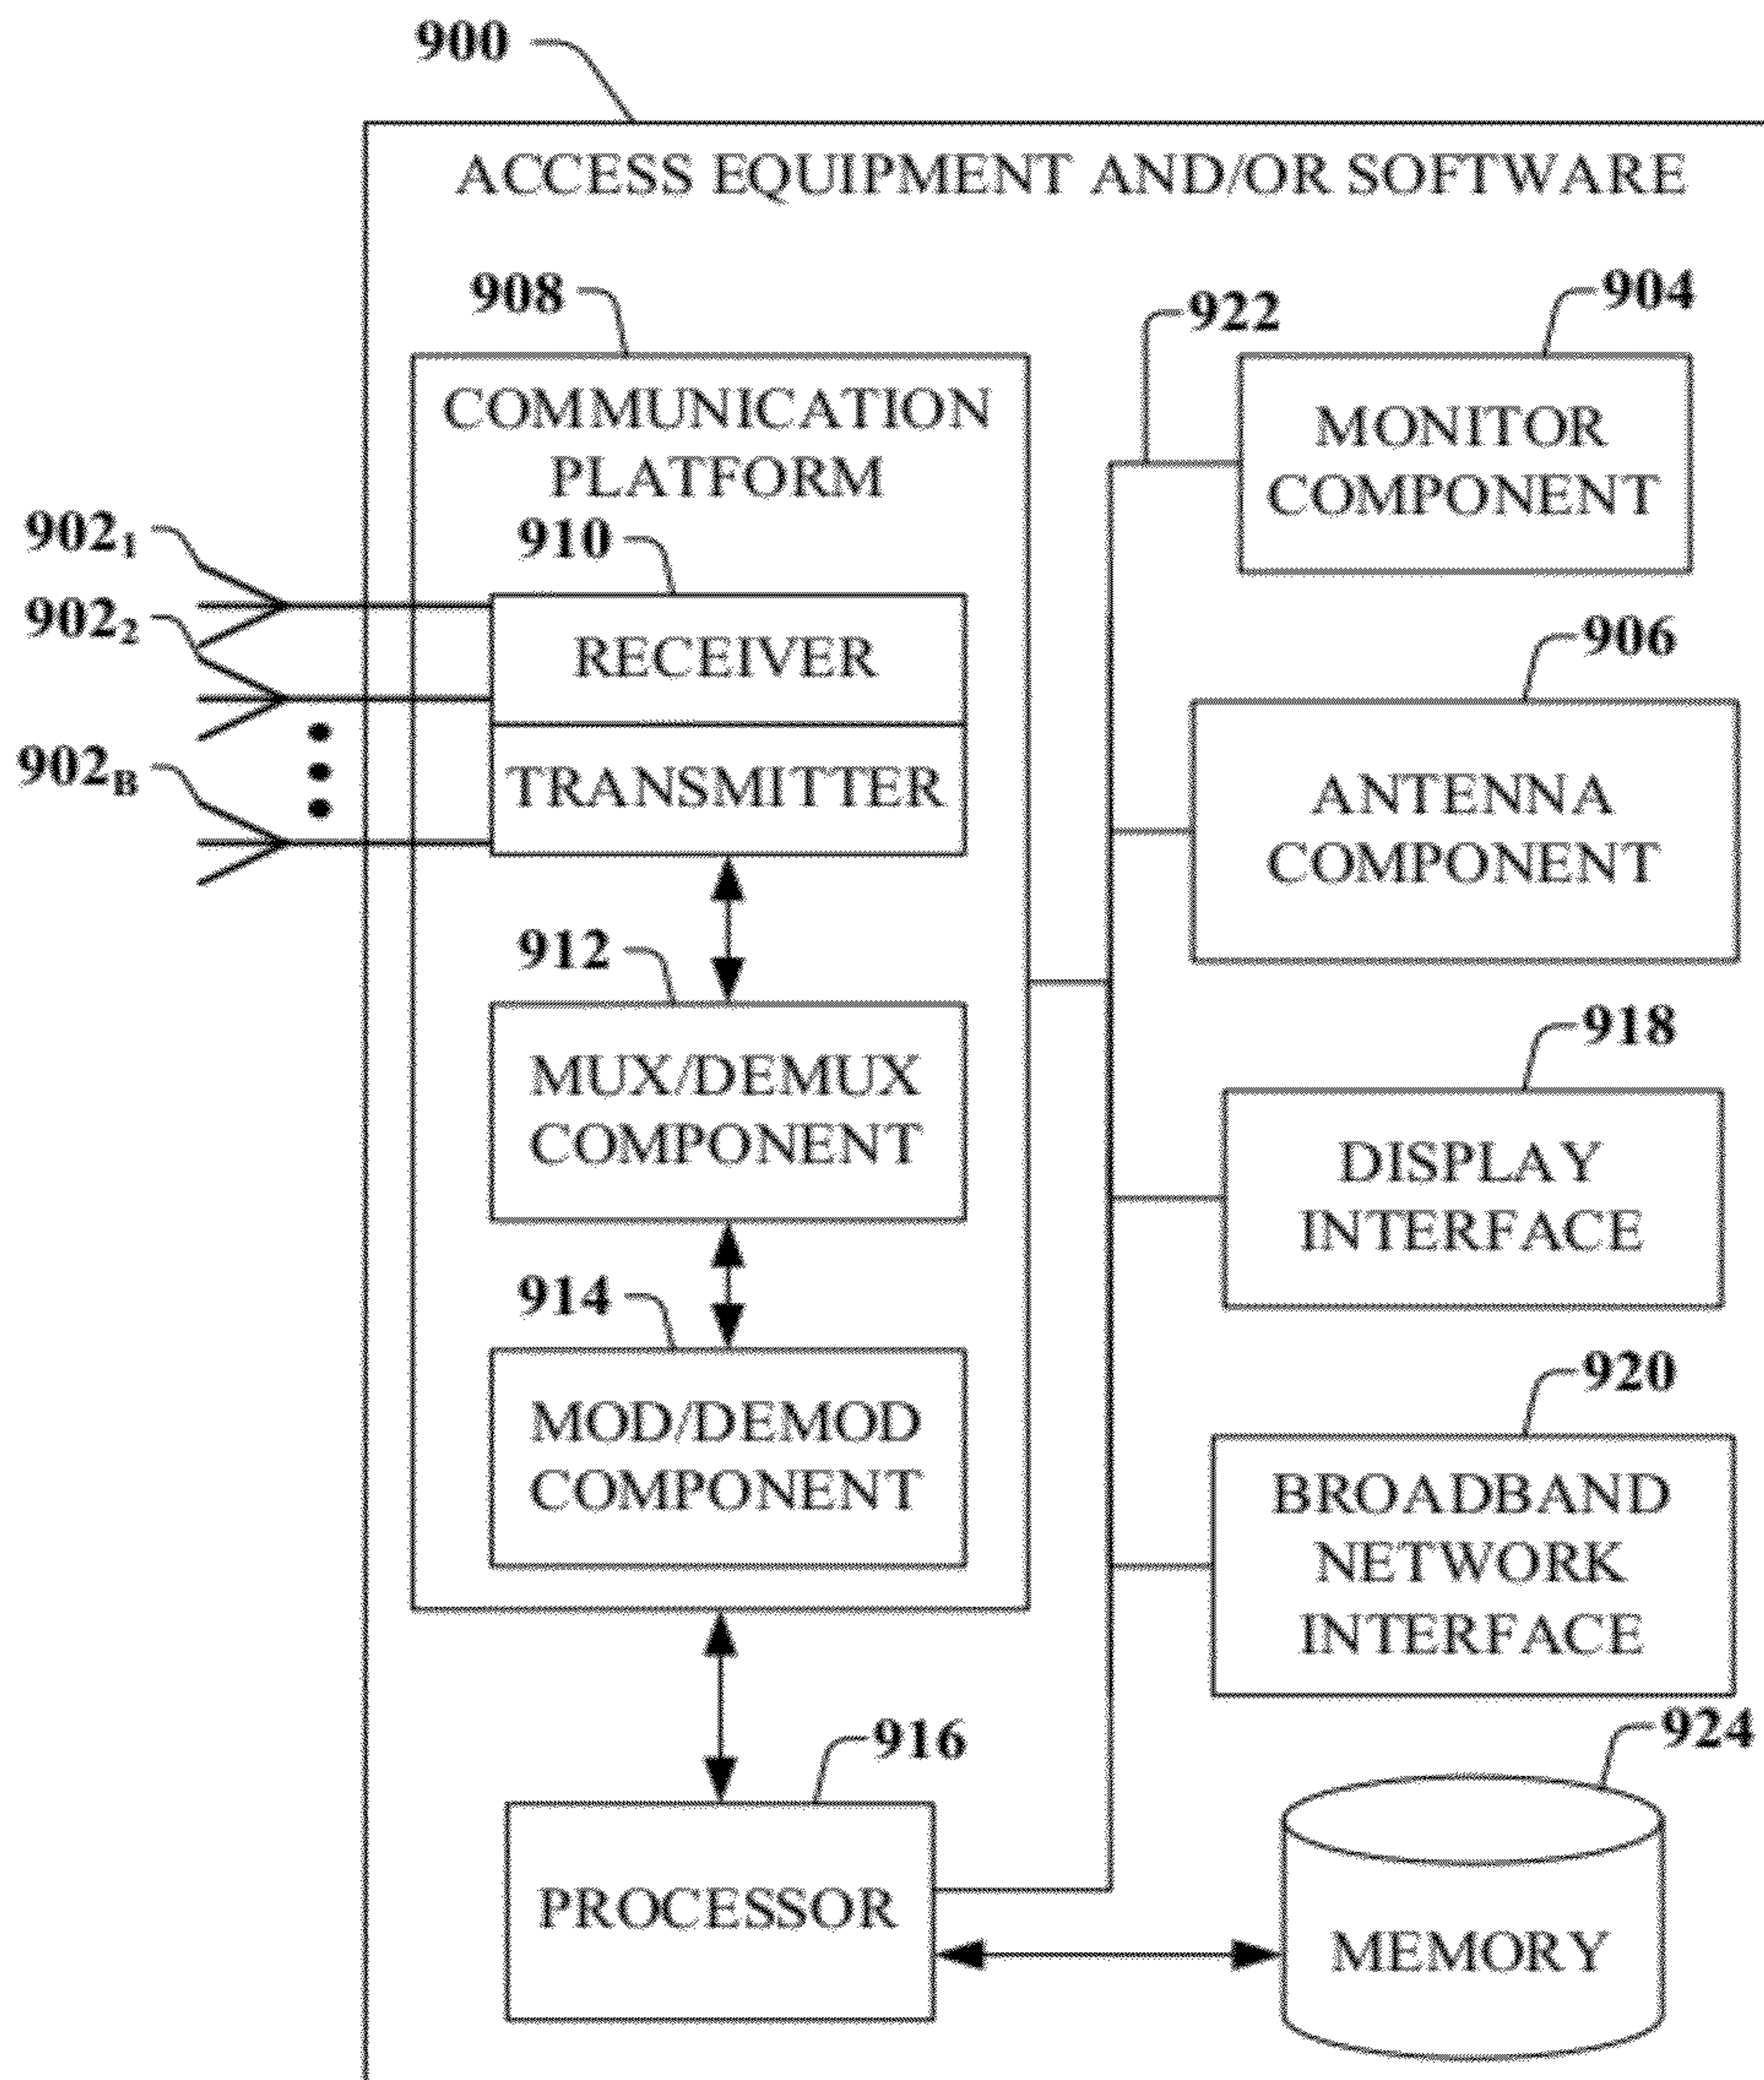 900
ACCESS EQUIPMENT AND/OR SOFTWARE
908
922
904
COMMUNICATION
PLATFORM
MONITOR
COMPONENT
902₁
910
902₂
RECEIVER
906
902B
TRANSMITTER
ANTENNA
COMPONENT
912
918
MUX/DEMUX
COMPONENT
DISPLAY
INTERFACE
914
920
MOD/DEMOD
COMPONENT
BROADBAND
NETWORK
INTERFACE
916
924
PROCESSOR
MEMORY